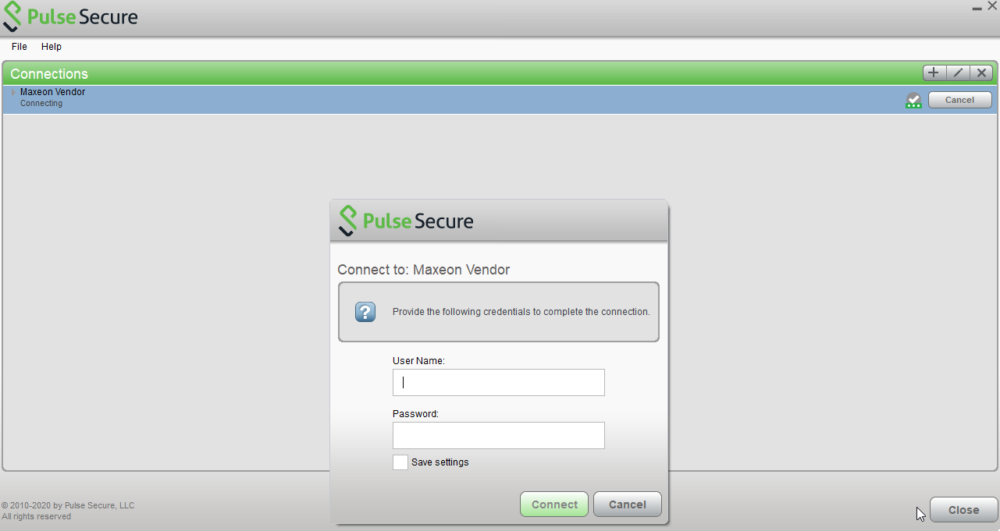 Pulse Secure
File Help
Connections
Maxeon Vendor
Connecting
Cancel
Pulse Secure
Connect to: Maxeon Vendor
Provide the following credentials to complete the connection.
User Name:
Password:
Save settings
Connect Cancel
© 2010-2020 by Pulse Secure, LLC
All rights reserved
Close